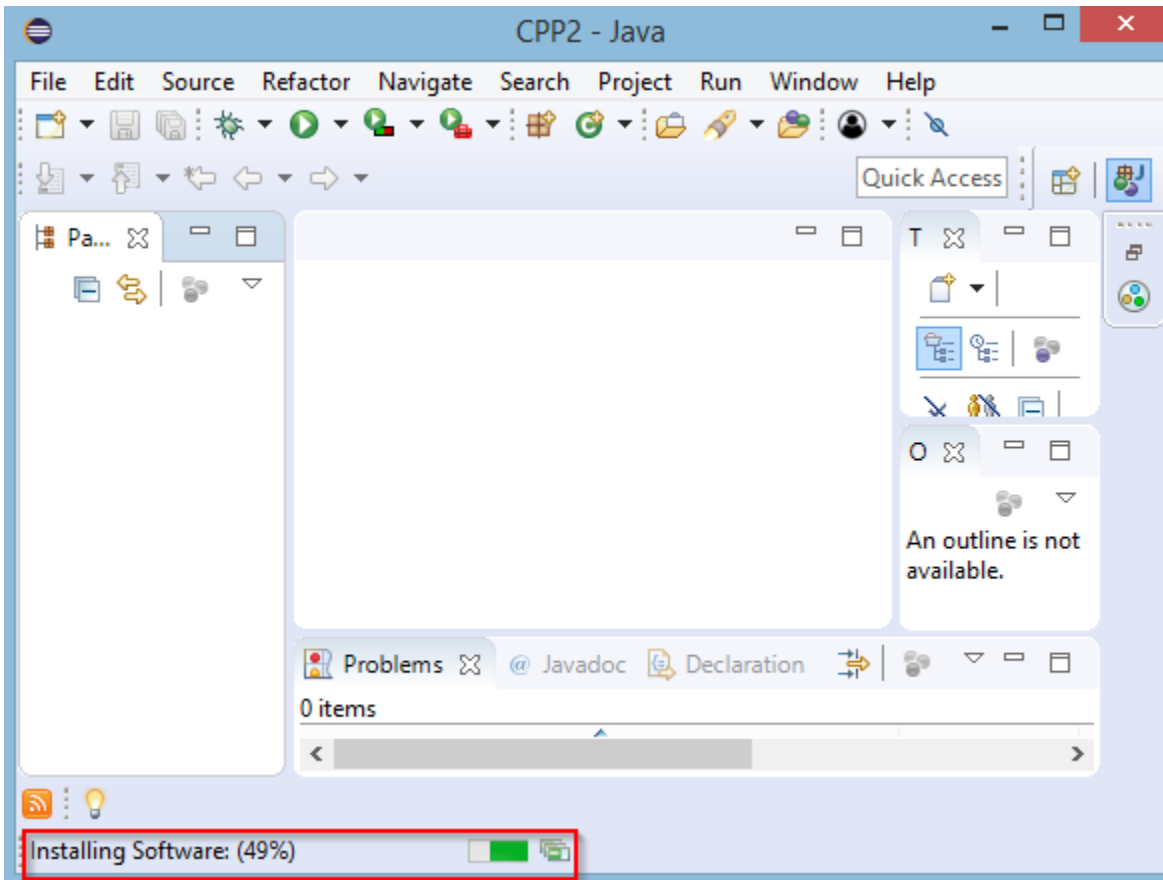 CPP2 - Java
File Edit Source Refactor Navigate Search Project Run Window Help
Quick Access
Pa...
T
O
An outline is not
available.
Problems @ Javadoc Declaration
0 items
Installing Software: (49%)